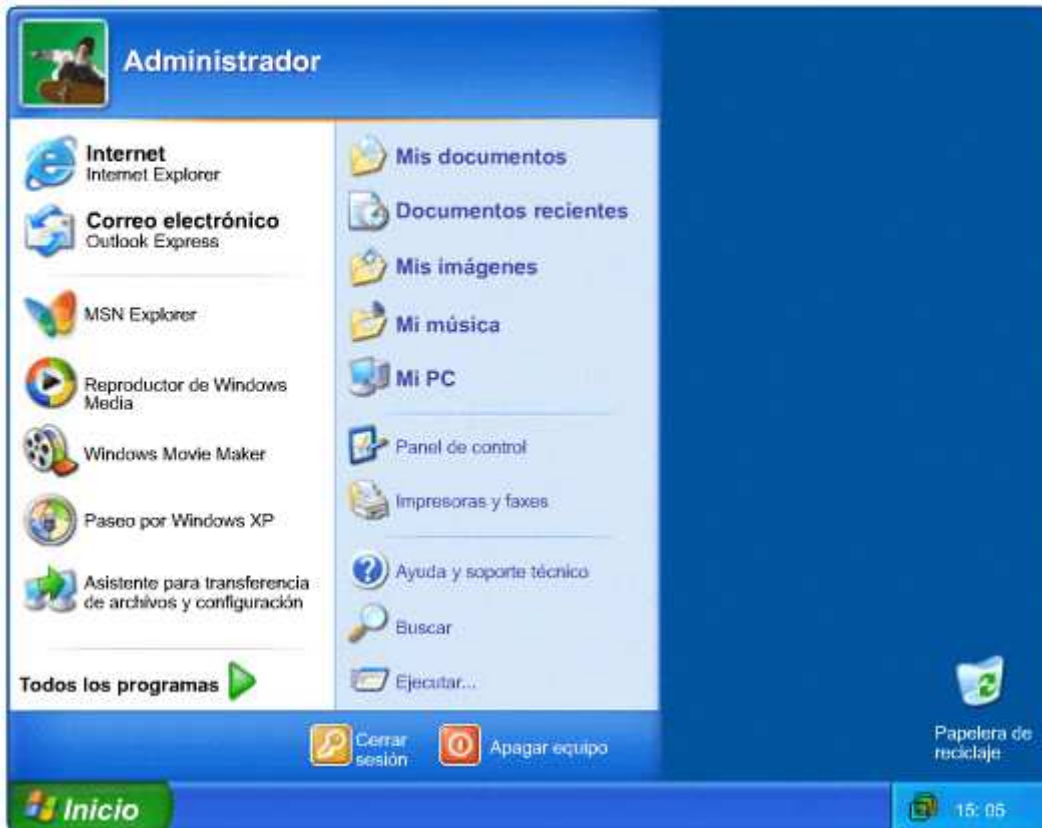 Administrador
Internet
Internet Explorer
Correo electrónico
Outlook Express
MSN Explorer
Reproductor de Windows
Media
Windows Movie Maker
Paseo por Windows XP
Asistente para transferencia
de archivos y configuración
Todos los programas
Mis documentos
Documentos recientes
Mis imágenes
Mi música
Mi PC
Panel de control
Impresoras y faxes
Ayuda y soporte técnico
Buscar
Ejecutar...
Cerrar
sesión
Apagar equipo
Papelera de
reciclaje
Inicio
15: 05